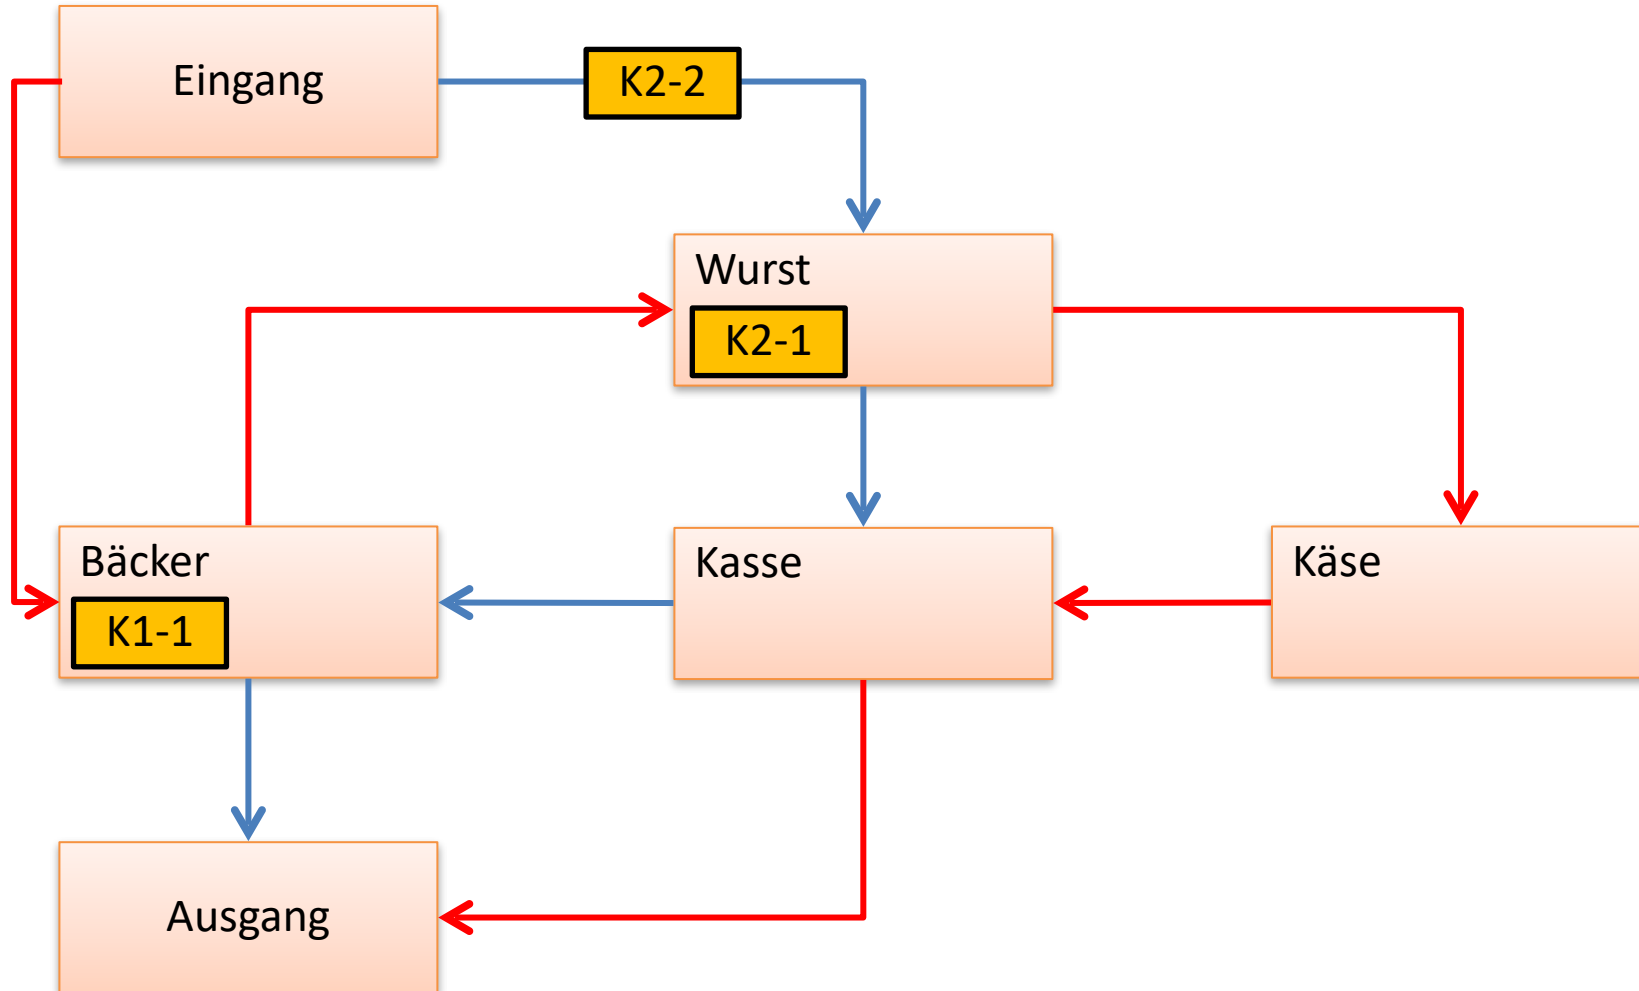 Eingang
K2-2
Wurst
K2-1
Bäcker
K1-1
Kasse
Käse
Ausgang